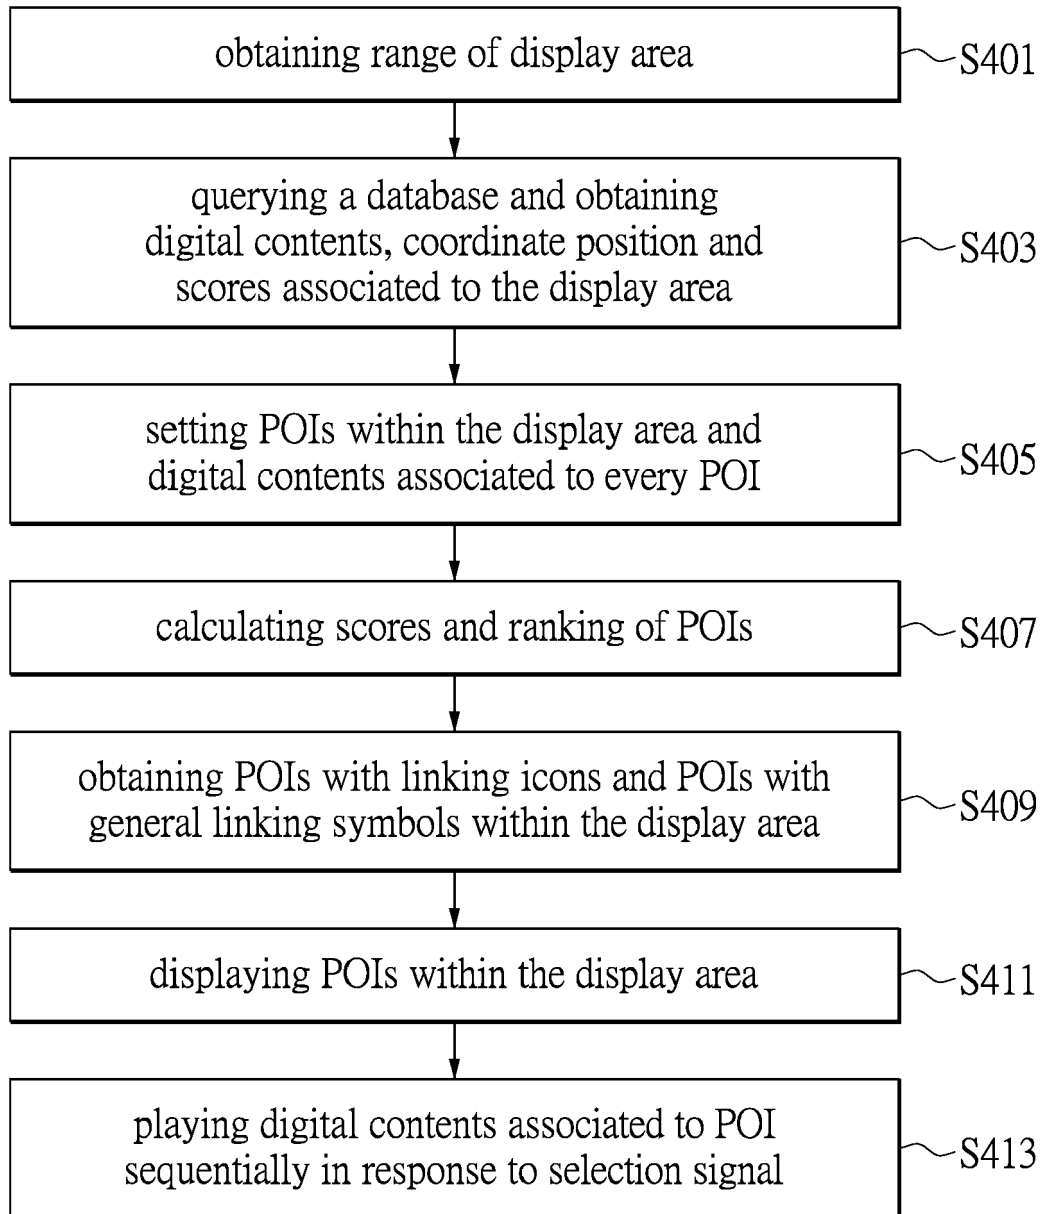 obtaining range of display area
S401
querying a database and obtaining
digital contents, coordinate position and
scores associated to the display area
S403
setting POIs within the display area and
digital contents associated to every POI
S405
calculating scores and ranking of POIs
S407
obtaining POIs with linking icons and POIs with
general linking symbols within the display area
S409
displaying POIs within the display area
S411
playing digital contents associated to POI
sequentially in response to selection signal
S413